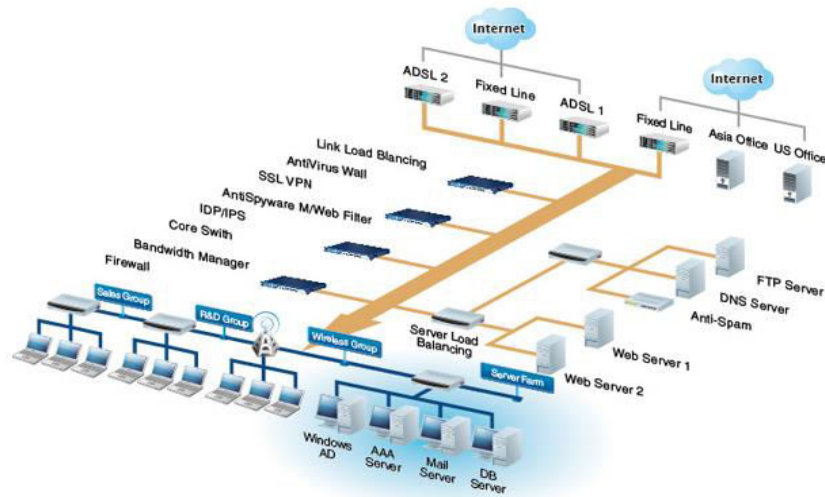 Internet
ADSL 2
Fixed Line
ADSL 1
Internet
Fixed Line
Asia Office
US Office
Link Load Blancing
AntiVirus Wall
SSL VPN
AntiSpyware M/Web Filter
IDP/IPS
Core Swith
Bandwidth Manager
Firewall
FTP Server
DNS Server
Anti-Spam
Server Load
Balancing
Web Server 1
Web Server 2
Sales Group
R&D Group
Wireless Group
Server Farm
Windows
AD
AAA
Server
Mail
Server
DB
Server